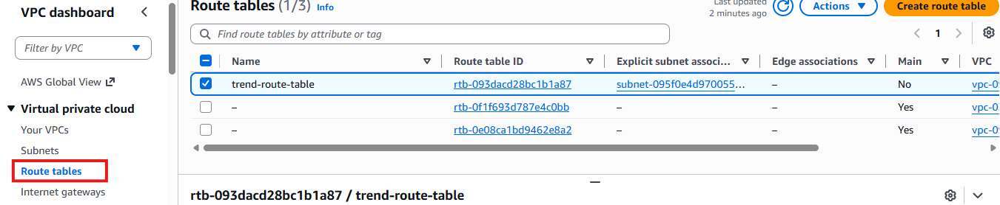 VPC dashboard
Filter by VPC
AWS Global View
Virtual private cloud
Your VPCs
Subnets
Route tables
Internet gateways
Route tables (1/3) Info
Last updated
2 minutes ago
Actions
Create route table
Find route tables by attribute or tag
1
Name Route table ID Explicit subnet associ... Edge associations Main VPC
trend-route-table rtb-093dacd28bc1b1a87 subnet-095f0e4d970055... – No vpc-09
– rtb-0f1f693d787e4c0bb – – Yes vpc-0
– rtb-0e08ca1bd9462e8a2 – – Yes vpc-09
rtb-093dacd28bc1b1a87 / trend-route-table